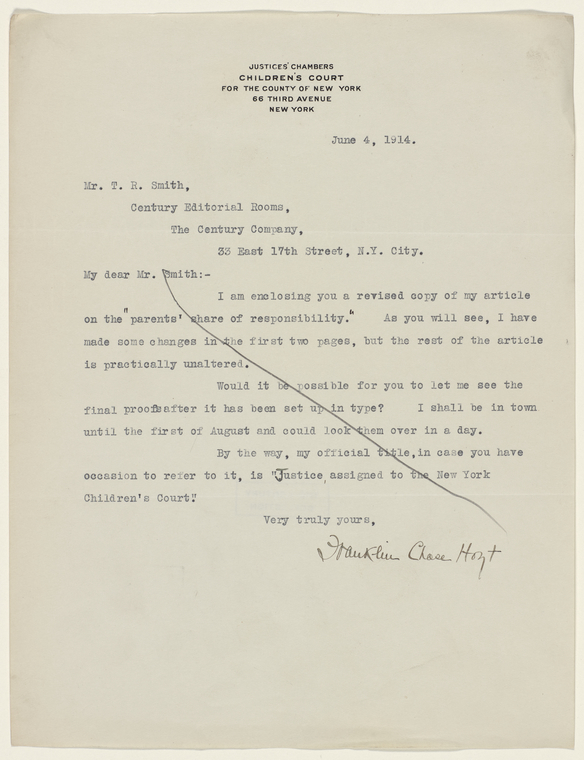 JUSTICES' CHAMBERS
CHILDREN'S COURT
FOR THE COUNTY OF NEW YORK
66 THIRD AVENUE
NEW YORK
June 4, 1914.
Mr. T. R. Smith,
Century Editorial Rooms,
The Century Company,
33 East 17th Street, N.Y. City.
My dear Mr. Smith:-
I am enclosing you a revised copy of my article
on the "parents' share of responsibility." As you will see, I have
made some changes in the first two pages, but the rest of the article
is practically unaltered.
Would it be possible for you to let me see the
final proofs after it has been set up in type? I shall be in town
until the first of August and could look them over in a day.
By the way, my official title, in case you have
occasion to refer to it, is "Justice, assigned to the New York
Children's Court."
Very truly yours,
Franklin Chase Hoyt